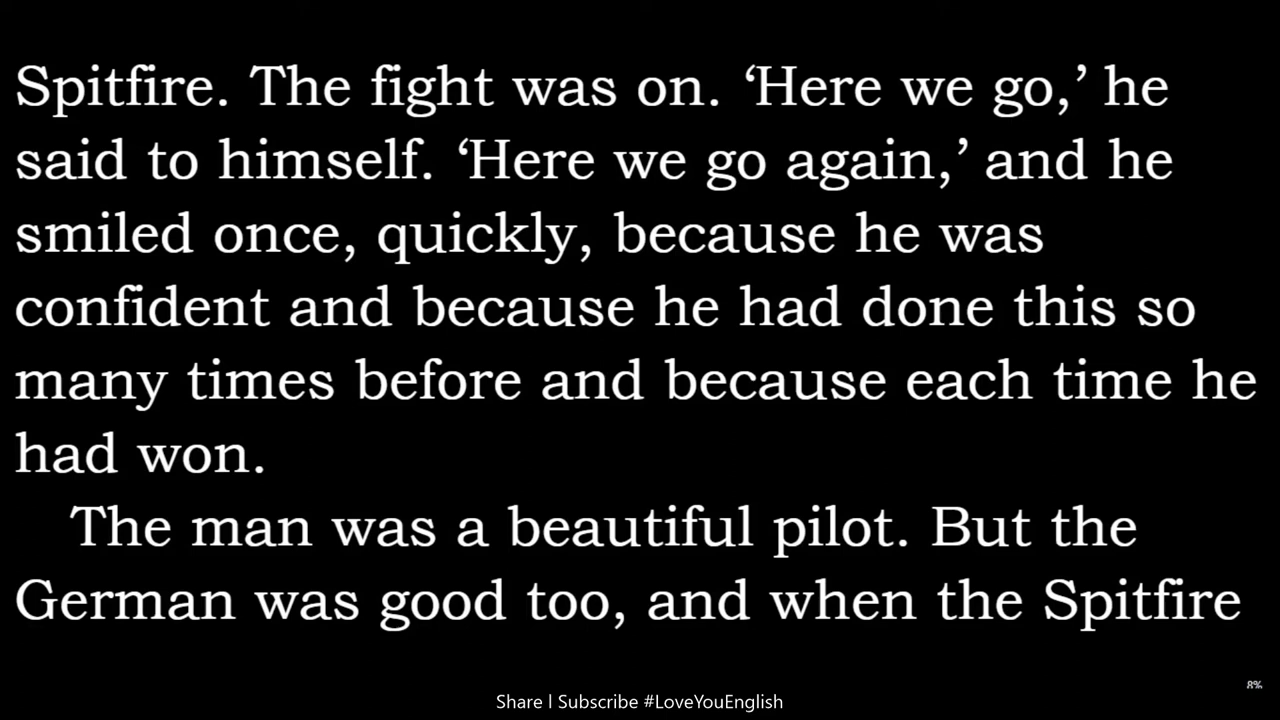 Spitfire. The fight was on. ‘Here we go,’ he
said to himself. ‘Here we go again,’ and he
smiled once, quickly, because he was
confident and because he had done this so
many times before and because each time he
had won.
The man was a beautiful pilot. But the
German was good too, and when the Spitfire
8%
Share | Subscribe #LoveYouEnglish